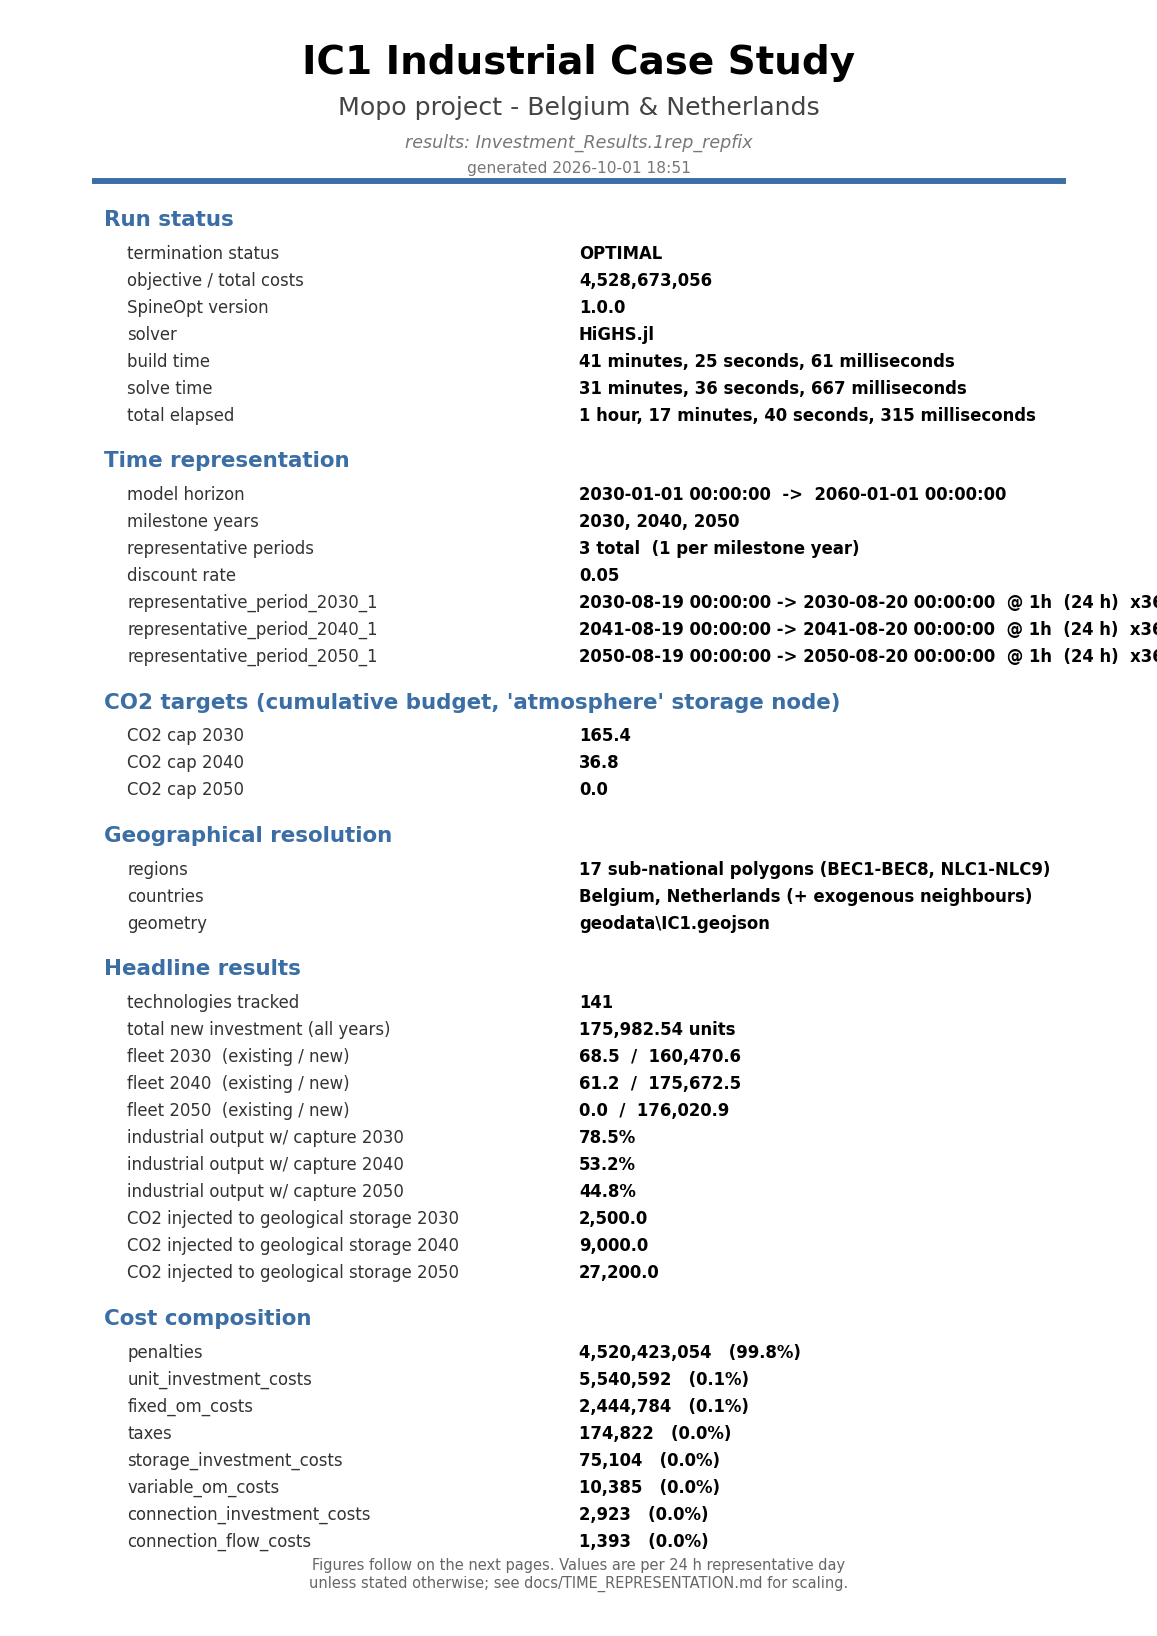 IC1 Industrial Case Study
Mopo project - Belgium & Netherlands
results: Investment_Results.1rep_repfix
generated 2026-10-01 18:51
Run status
termination status OPTIMAL
objective / total costs 4,528,673,056
SpineOpt version 1.0.0
solver HiGHS.jl
build time 41 minutes, 25 seconds, 61 milliseconds
solve time 31 minutes, 36 seconds, 667 milliseconds
total elapsed 1 hour, 17 minutes, 40 seconds, 315 milliseconds
Time representation
model horizon 2030-01-01 00:00:00 -> 2060-01-01 00:00:00
milestone years 2030, 2040, 2050
representative periods 3 total (1 per milestone year)
discount rate 0.05
representative_period_2030_1 2030-08-19 00:00:00 -> 2030-08-20 00:00:00 @ 1h (24 h) x36
representative_period_2040_1 2041-08-19 00:00:00 -> 2041-08-20 00:00:00 @ 1h (24 h) x36
representative_period_2050_1 2050-08-19 00:00:00 -> 2050-08-20 00:00:00 @ 1h (24 h) x36
CO2 targets (cumulative budget, 'atmosphere' storage node)
CO2 cap 2030 165.4
CO2 cap 2040 36.8
CO2 cap 2050 0.0
Geographical resolution
regions 17 sub-national polygons (BEC1-BEC8, NLC1-NLC9)
countries Belgium, Netherlands (+ exogenous neighbours)
geometry geodata\IC1.geojson
Headline results
technologies tracked 141
total new investment (all years) 175,982.54 units
fleet 2030 (existing / new) 68.5 / 160,470.6
fleet 2040 (existing / new) 61.2 / 175,672.5
fleet 2050 (existing / new) 0.0 / 176,020.9
industrial output w/ capture 2030 78.5%
industrial output w/ capture 2040 53.2%
industrial output w/ capture 2050 44.8%
CO2 injected to geological storage 2030 2,500.0
CO2 injected to geological storage 2040 9,000.0
CO2 injected to geological storage 2050 27,200.0
Cost composition
penalties 4,520,423,054 (99.8%)
unit_investment_costs 5,540,592 (0.1%)
fixed_om_costs 2,444,784 (0.1%)
taxes 174,822 (0.0%)
storage_investment_costs 75,104 (0.0%)
variable_om_costs 10,385 (0.0%)
connection_investment_costs 2,923 (0.0%)
connection_flow_costs 1,393 (0.0%)
Figures follow on the next pages. Values are per 24 h representative day
unless stated otherwise; see docs/TIME_REPRESENTATION.md for scaling.